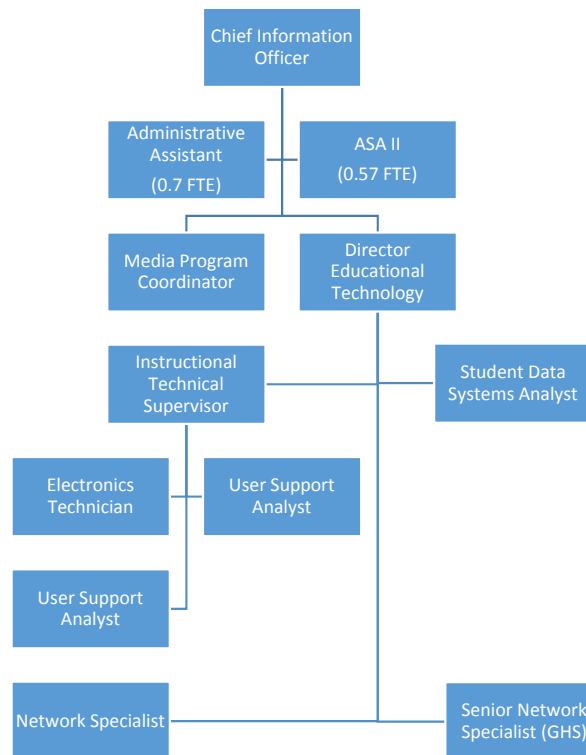 Chief Information
Officer
Administrative
Assistant
(0.7 FTE)
ASA II
(0.57 FTE)
Media Program
Coordinator
Director
Educational
Technology
Instructional
Technical
Supervisor
Student Data
Systems Analyst
Electronics
Technician
User Support
Analyst
User Support
Analyst
Network Specialist
Senior Network
Specialist (GHS)